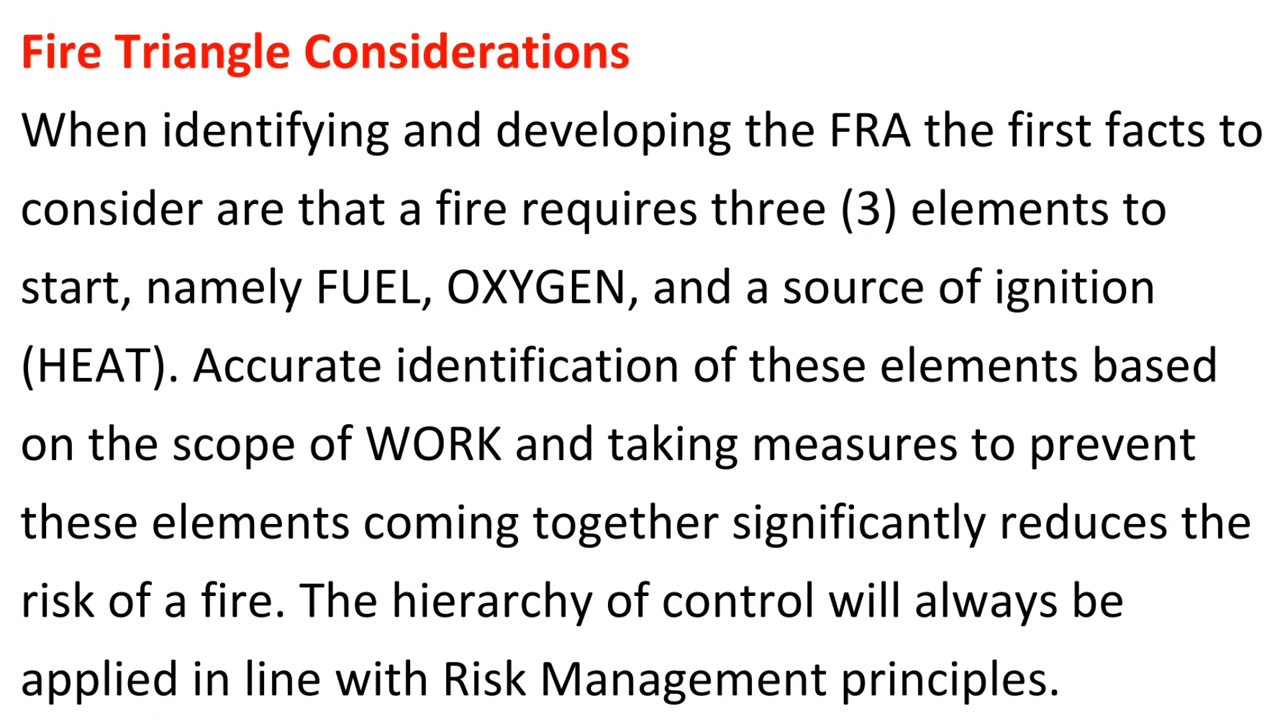 Fire Triangle Considerations
When identifying and developing the FRA the first facts to
consider are that a fire requires three (3) elements to
start, namely FUEL, OXYGEN, and a source of ignition
(HEAT). Accurate identification of these elements based
on the scope of WORK and taking measures to prevent
these elements coming together significantly reduces the
risk of a fire. The hierarchy of control will always be
applied in line with Risk Management principles.